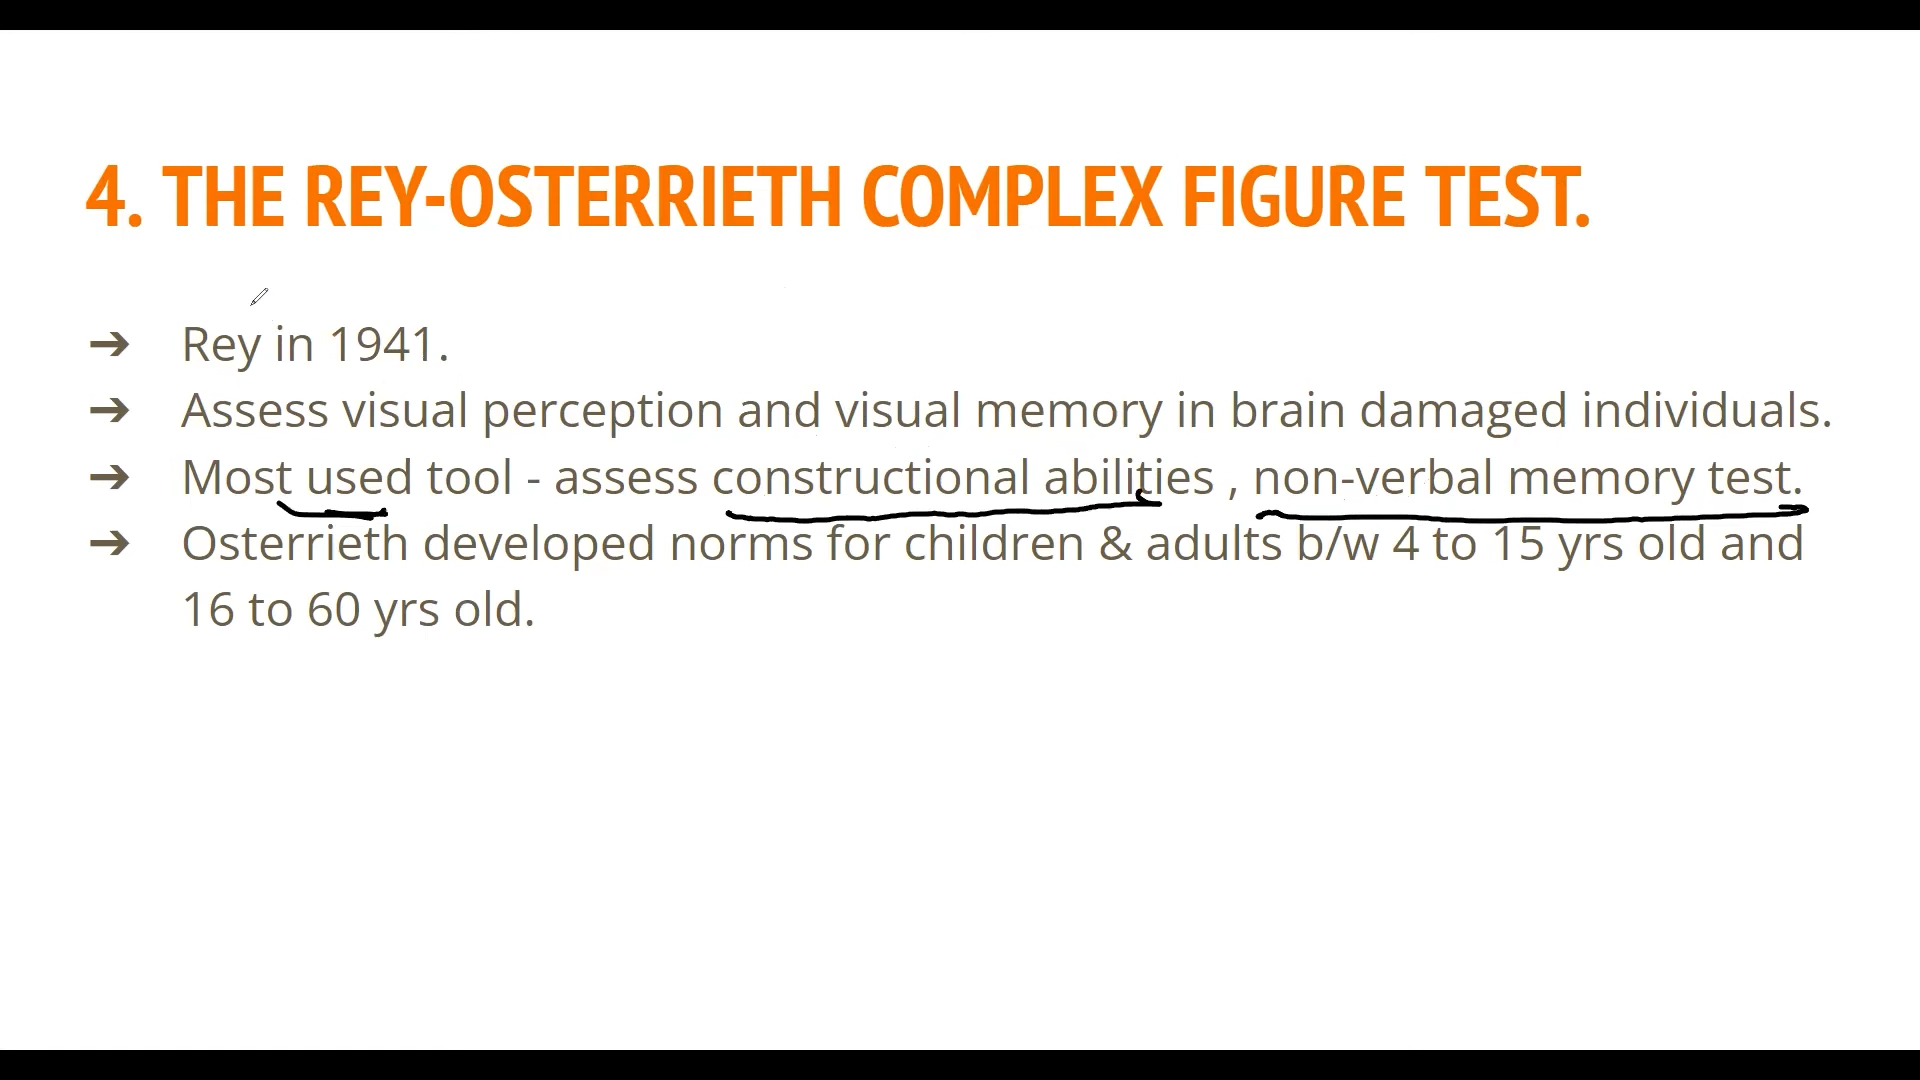 4. THE REY-OSTERRIETH COMPLEX FIGURE TEST.
➔ Rey in 1941.
➔ Assess visual perception and visual memory in brain damaged individuals.
➔ Most used tool - assess constructional abilities , non-verbal memory test.
➔ Osterrieth developed norms for children & adults b/w 4 to 15 yrs old and
16 to 60 yrs old.